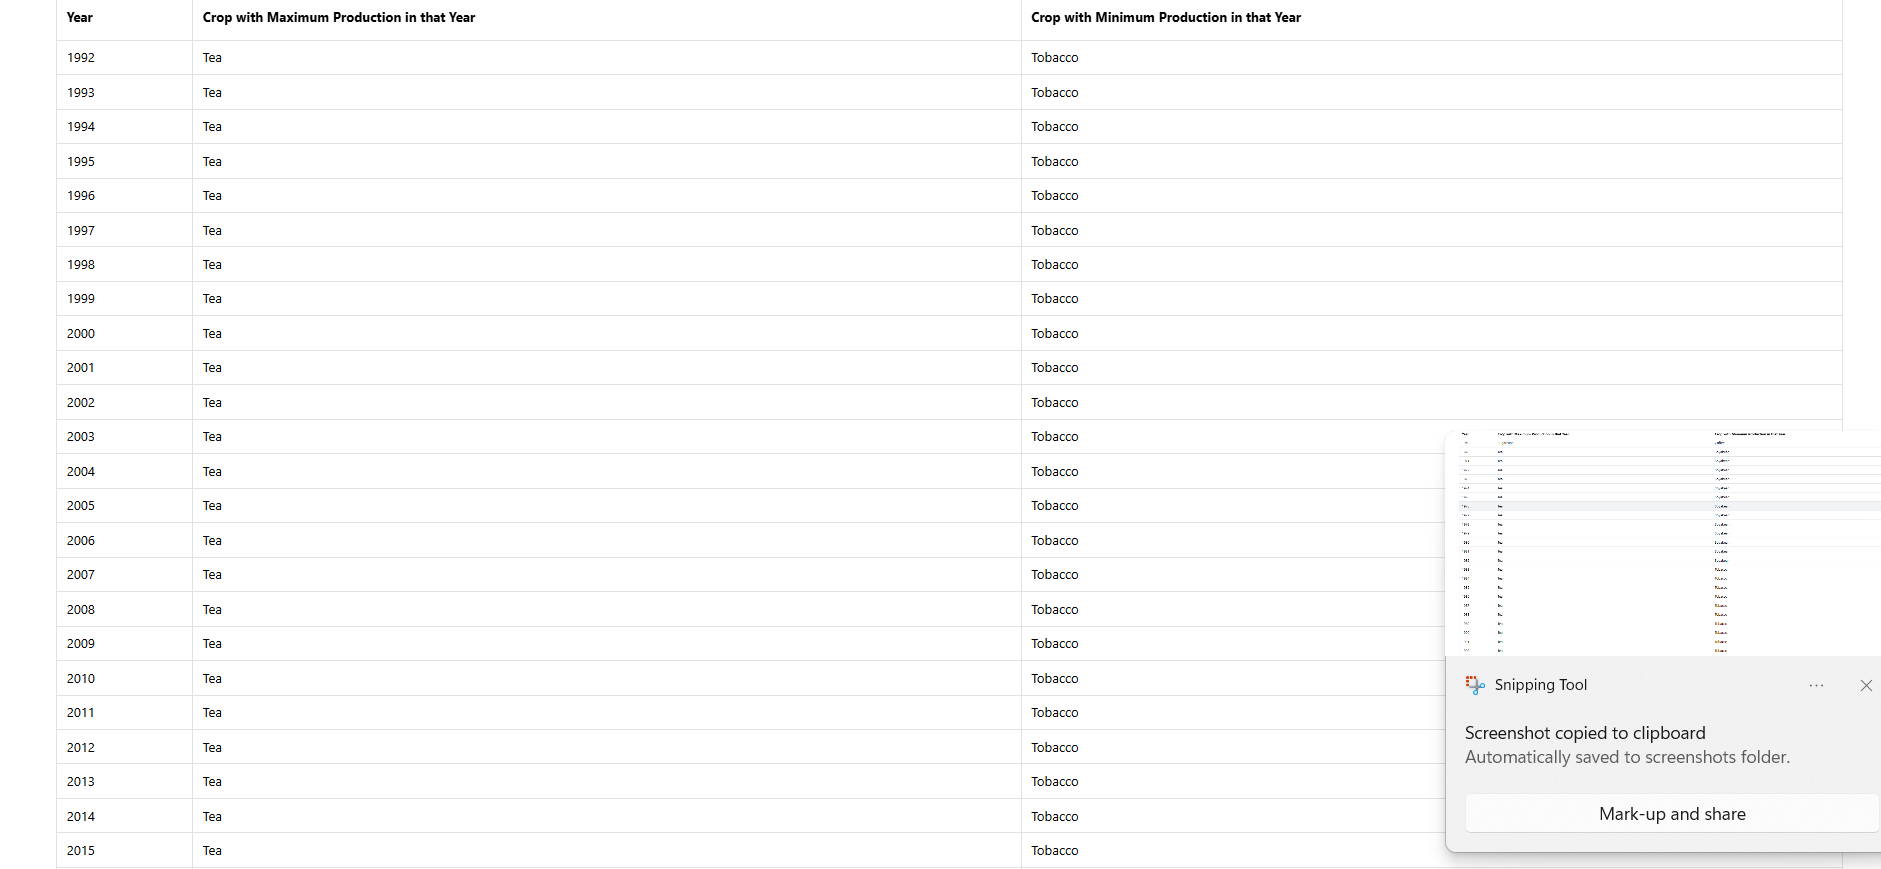 Year Crop with Maximum Production in that Year Crop with Minimum Production in that Year
1992 Tea Tobacco
1993 Tea Tobacco
1994 Tea Tobacco
1995 Tea Tobacco
1996 Tea Tobacco
1997 Tea Tobacco
1998 Tea Tobacco
1999 Tea Tobacco
2000 Tea Tobacco
2001 Tea Tobacco
2002 Tea Tobacco
2003 Tea Tobacco
2004 Tea Tobacco
2005 Tea Tobacco
2006 Tea Tobacco
2007 Tea Tobacco
2008 Tea Tobacco
2009 Tea Tobacco
2010 Tea Tobacco
2011 Tea Tobacco
2012 Tea Tobacco
2013 Tea Tobacco
2014 Tea Tobacco
2015 Tea Tobacco
Snipping Tool
Screenshot copied to clipboard
Automatically saved to screenshots folder.
Mark-up and share